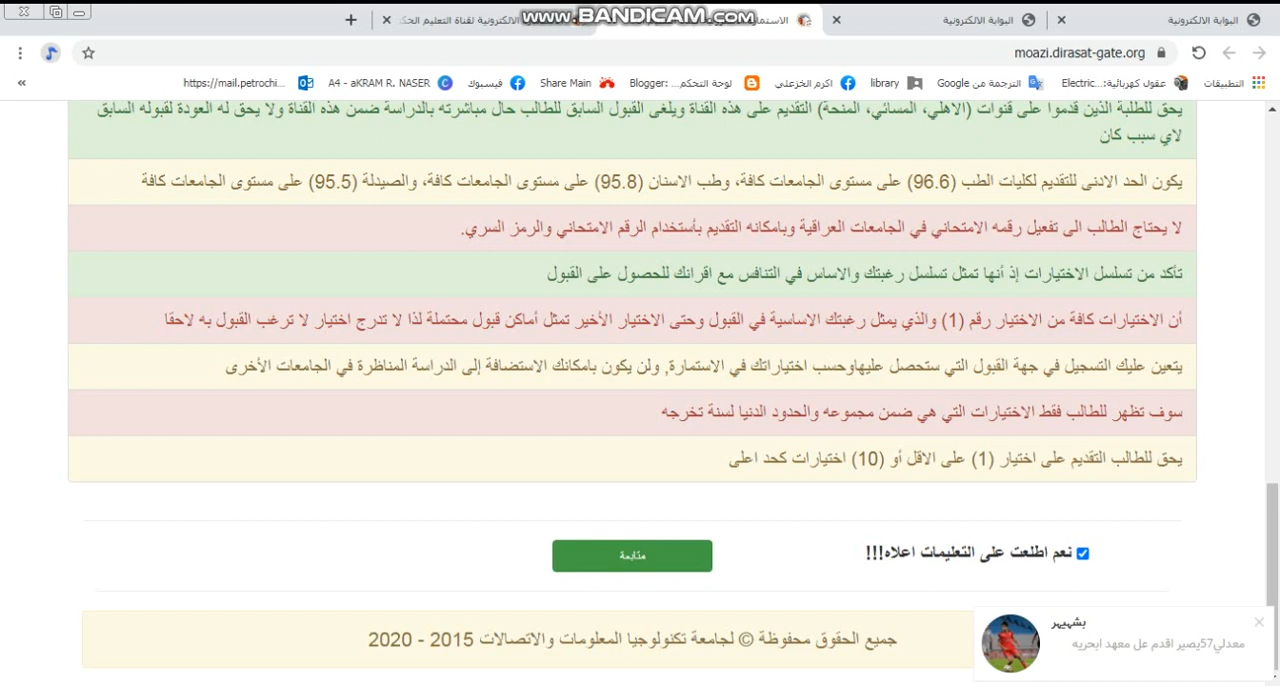 البوابة الالكترونية
البوابة الالكترونية
www.BANDICAM.com
moazi.dirasat-gate.org
التطبيقات
عقول كهربائية:...Electric
الترجمة من Google
library
اكرم الخزعلي
لوحة التحكم... :Blogger
Share Main
فيسبوك
A4 - aKRAM R. NASER
https://mail.petrochi...
«
يحق للطلبة الذين قدموا على قنوات (الاهلي، المسائي، المنحة) التقديم على هذه القناة ويلغى القبول السابق للطالب حال مباشرته بالدراسة ضمن هذه القناة ولا يحق له العودة لقبوله السابق
لاي سبب كان
يكون الحد الادنى للتقديم لكليات الطب (96.6) على مستوى الجامعات كافة، وطب الاسنان (95.8) على مستوى الجامعات كافة، والصيدلة (95.5) على مستوى الجامعات كافة
لا يحتاج الطالب الى تفعيل رقمه الامتحاني في الجامعات العراقية وبامكانه التقديم بأستخدام الرقم الامتحاني والرمز السري.
تأكد من تسلسل الاختيارات إذ أنها تمثل تسلسل رغبتك والاساس في التنافس مع اقرانك للحصول على القبول
أن الاختيارات كافة من الاختيار رقم (1) والذي يمثل رغبتك الاساسية في القبول وحتى الاختيار الأخير تمثل أماكن قبول محتملة لذا لا تدرج اختيار لا ترغب القبول به لاحقا
يتعين عليك التسجيل في جهة القبول التي ستحصل عليهاوحسب اختياراتك في الاستمارة, ولن يكون بامكانك الاستضافة إلى الدراسة المناظرة في الجامعات الأخرى
سوف تظهر للطالب فقط الاختيارات التي هي ضمن مجموعه والحدود الدنيا لسنة تخرجه
يحق للطالب التقديم على اختيار (1) على الاقل أو (10) اختيارات كحد اعلى
نعم اطلعت على التعليمات اعلاه!!!
متابعة
جميع الحقوق محفوظة © لجامعة تكنولوجيا المعلومات والاتصالات 2015 - 2020
بشهيهر
معدلي57يصير اقدم عل معهد ابحريه